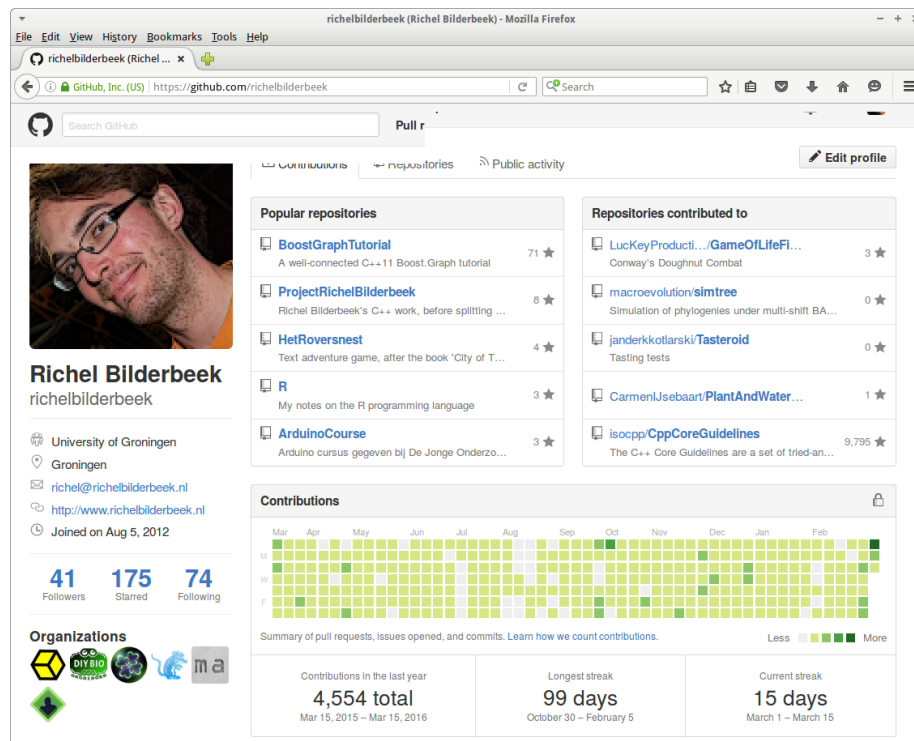 richelbilderbeek (Richel Bilderbeek) - Mozilla Firefox
File Edit View History Bookmarks Tools Help
richelbilderbeek (Richel ...
GitHub, Inc. (US) https://github.com/richelbilderbeek
Search
Search GitHub
Pull r
Contributions Repositories Public activity
Edit profile
Richel Bilderbeek
richelbilderbeek
University of Groningen
Groningen
richel@richelbilderbeek.nl
http://www.richelbilderbeek.nl
Joined on Aug 5, 2012
41 175 74
Followers Starred Following
Organizations
DIY BIO
ma
Popular repositories
BoostGraphTutorial 71
A well-connected C++11 Boost.Graph tutorial
ProjectRichelBilderbeek 8
Richel Bilderbeek's C++ work, before splitting ...
HetRoversnest 4
Text adventure game, after the book 'City of T...
R 3
My notes on the R programming language
ArduinoCourse 3
Arduino cursus gegeven bij De Jonge Onderzo...
Repositories contributed to
LucKeyProducti.../GameOfLifeFi... 3
Conway's Doughnut Combat
macroevolution/simtree 0
Simulation of phylogenies under multi-shift BA...
janderkkotlarski/Tasteroid 0
Tasting tests
CarmenIJsebaart/PlantAndWater... 1
isocpp/CppCoreGuidelines 9,795
The C++ Core Guidelines are a set of tried-an...
Contributions
Mar Apr May Jun Jul Aug Sep Oct Nov Dec Jan Feb
M
W
F
Summary of pull requests, issues opened, and commits. Learn how we count contributions.
Less More
Contributions in the last year
4,554 total
Mar 15, 2015 – Mar 15, 2016
Longest streak
99 days
October 30 – February 5
Current streak
15 days
March 1 – March 15